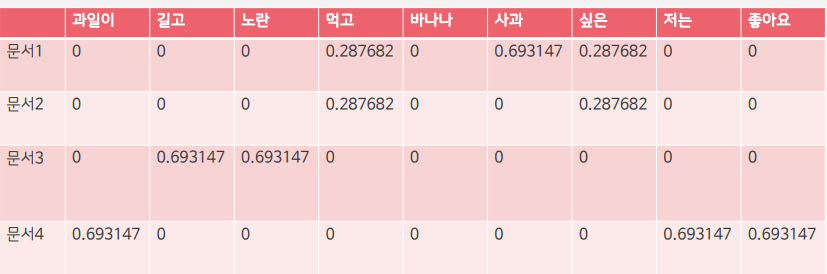 과일이 길고 노란 먹고 바나나 사과 싶은 저는 좋아요
문서1 0 0 0 0.287682 0 0.693147 0.287682 0 0
문서2 0 0 0 0.287682 0 0 0.287682 0 0
문서3 0 0.693147 0.693147 0 0 0 0 0 0
문서4 0.693147 0 0 0 0 0 0 0.693147 0.693147